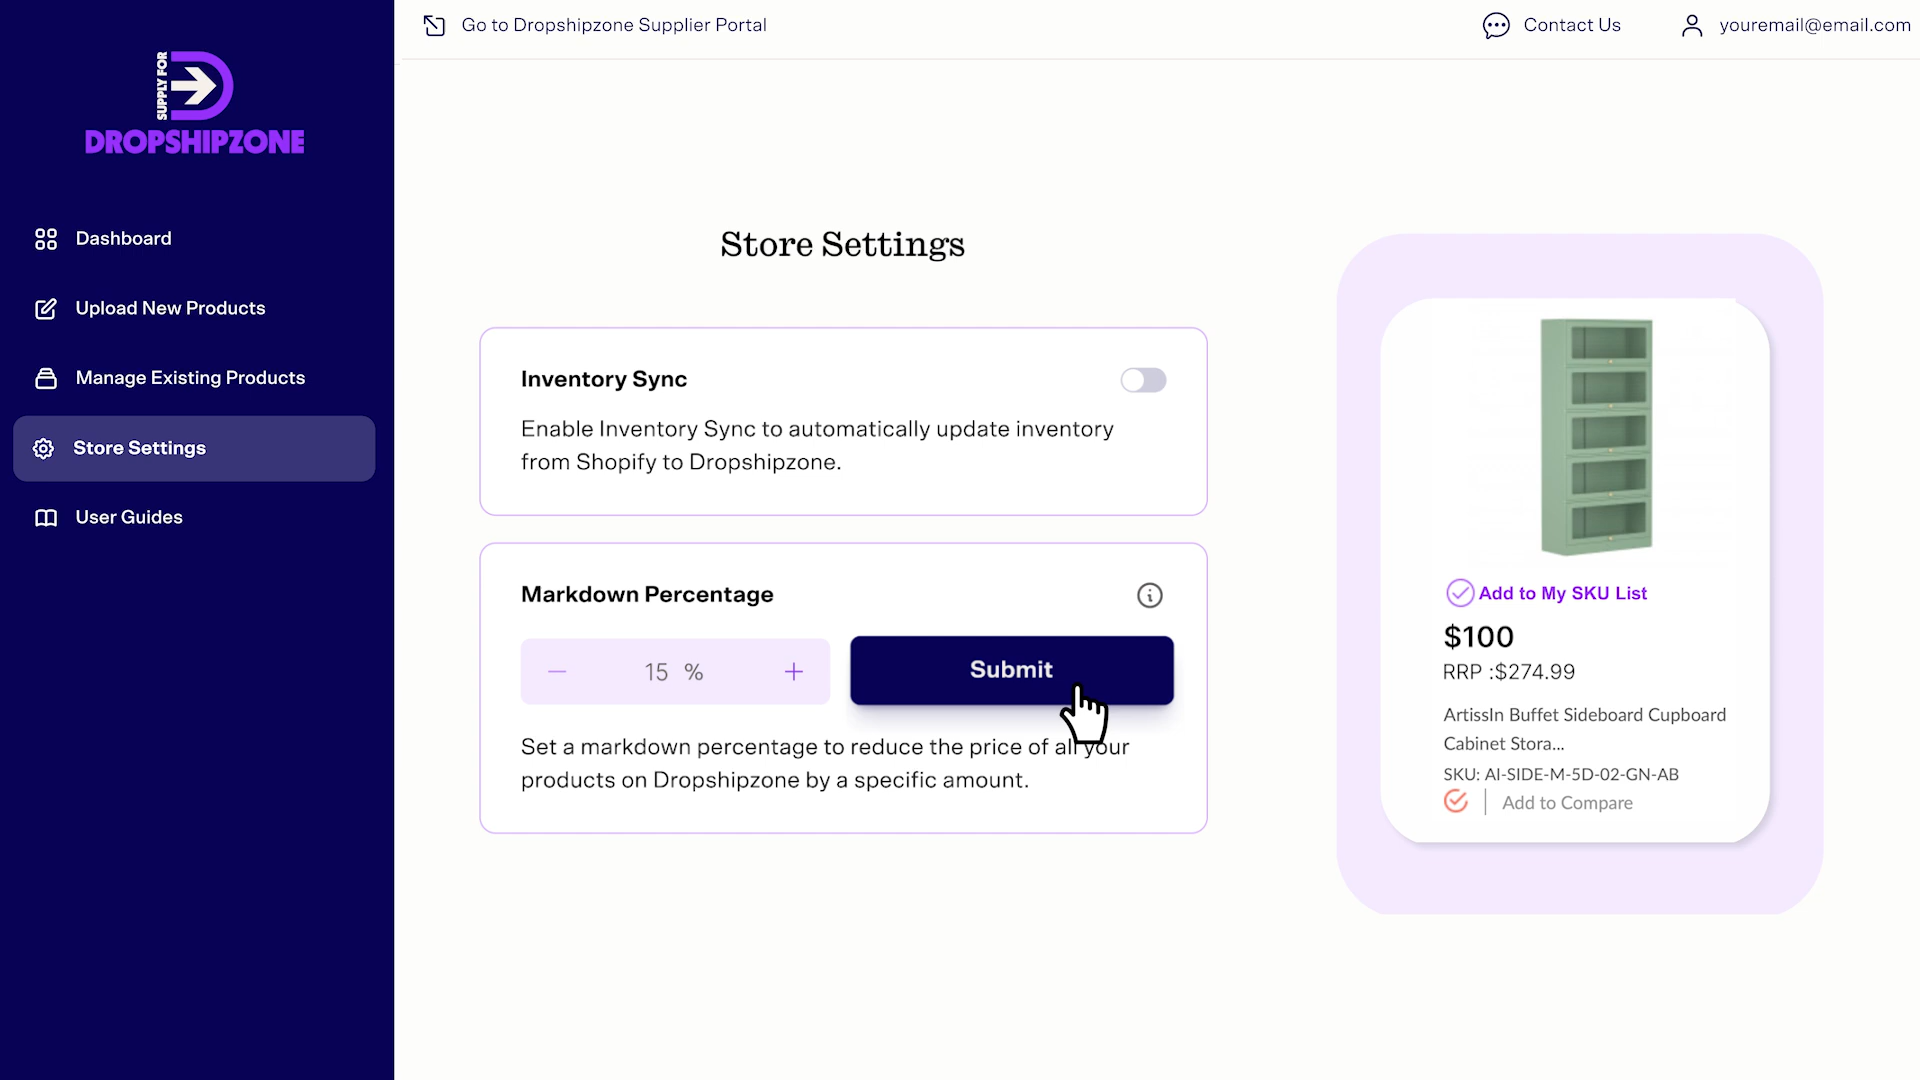 SUPPLY FOR
DROPSHIPZONE
Dashboard
Upload New Products
Manage Existing Products
Store Settings
User Guides
Go to Dropshipzone Supplier Portal
Contact Us
youremail@email.com
Store Settings
Inventory Sync
Enable Inventory Sync to automatically update inventory
from Shopify to Dropshipzone.
Markdown Percentage
15 %
Submit
Set a markdown percentage to reduce the price of all your
products on Dropshipzone by a specific amount.
Add to My SKU List
$100
RRP :$274.99
ArtissIn Buffet Sideboard Cupboard
Cabinet Stora...
SKU: AI-SIDE-M-5D-02-GN-AB
Add to Compare